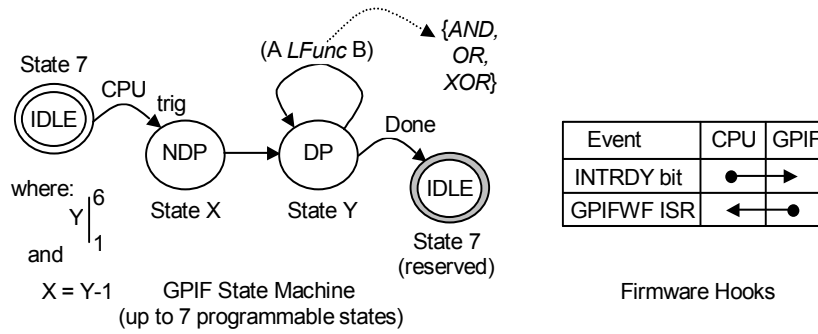 {AND,
OR,
XOR}
(A LFunc B)
State 7
CPU
trig
IDLE
NDP
DP
Done
IDLE
where:
Y|
6
1
and
X = Y-1
State X
State Y
State 7
(reserved)
GPIF State Machine
(up to 7 programmable states)
Event CPU GPIF
INTRDY bit
GPIFWF ISR
Firmware Hooks